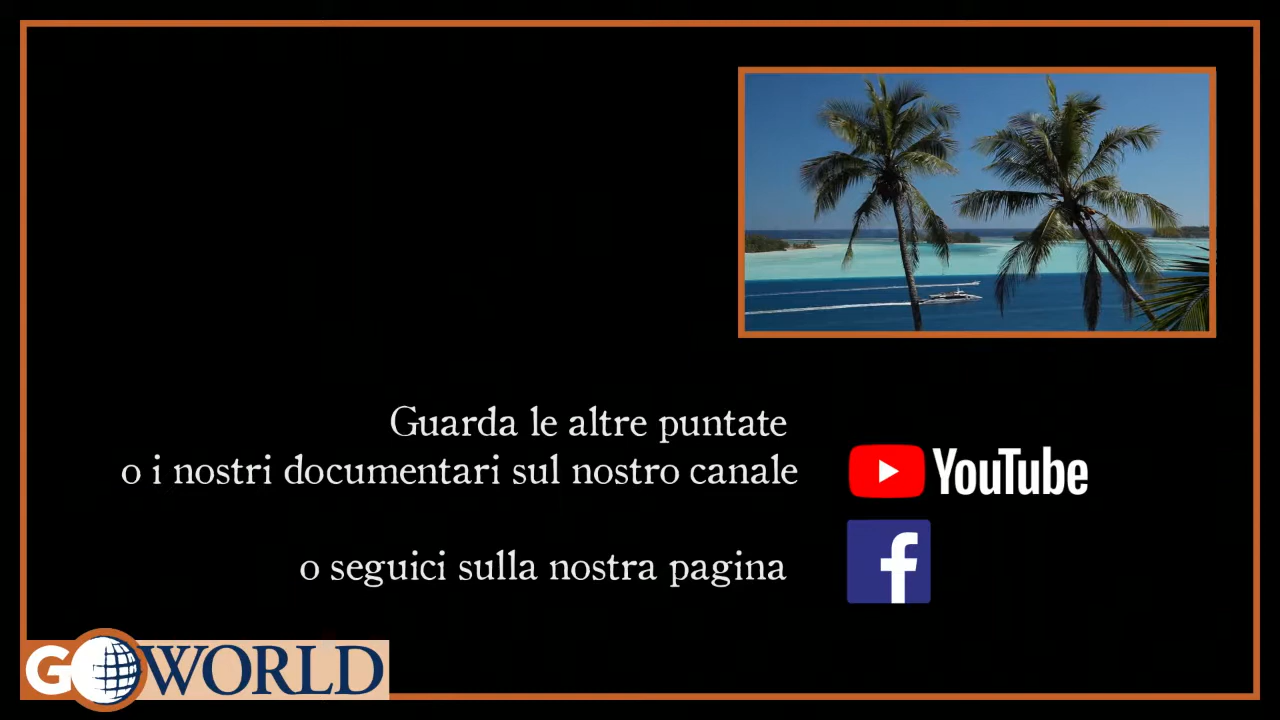 Guarda le altre puntate
o i nostri documentari sul nostro canale
YouTube
o seguici sulla nostra pagina
f
GOWORLD